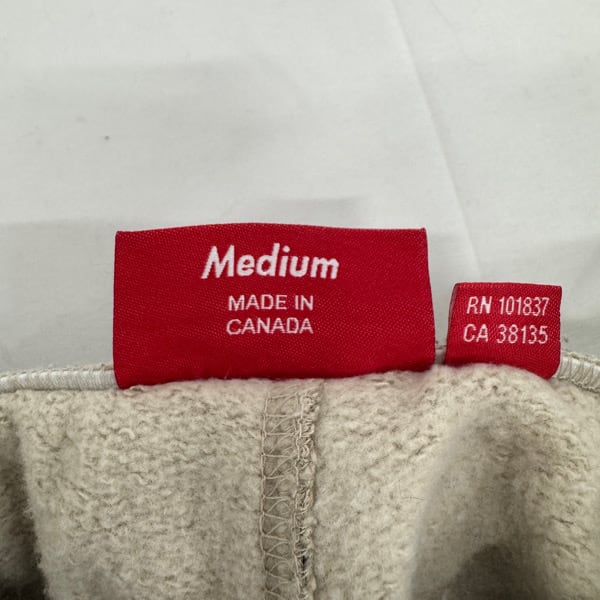 Medium
MADE IN
CANADA
RN 101837
CA 38135